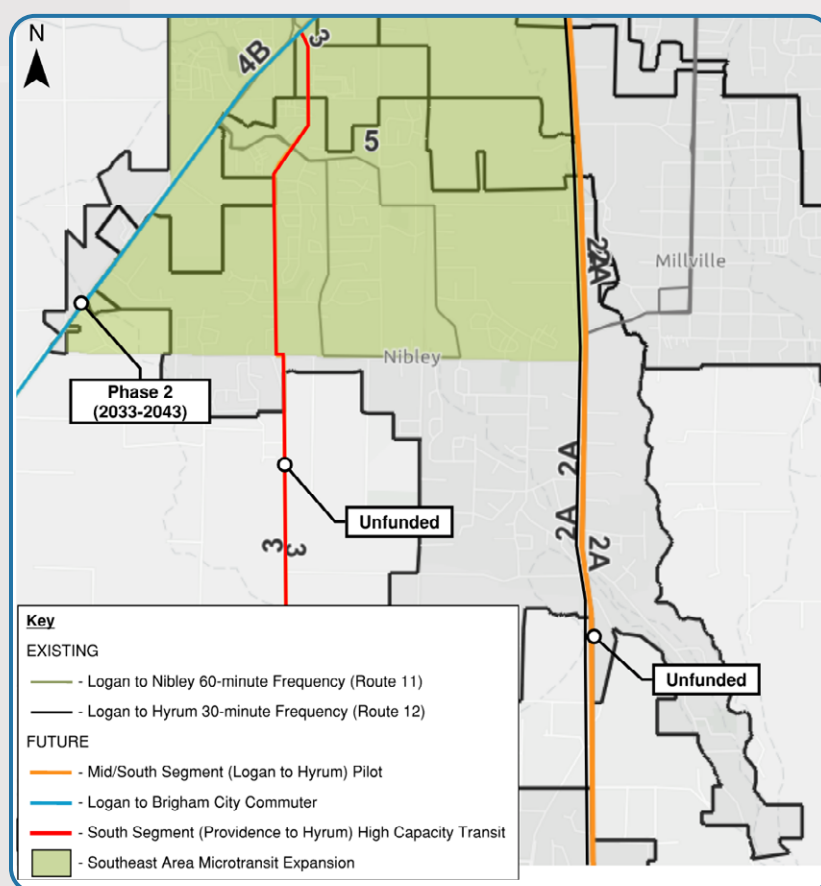 N
4B
3
5
2A
2A
Millville
Nibley
Phase 2
(2033-2043)
2A
2A
2A
Unfunded
3
3
Unfunded
Key
EXISTING
- Logan to Nibley 60-minute Frequency (Route 11)
- Logan to Hyrum 30-minute Frequency (Route 12)
FUTURE
- Mid/South Segment (Logan to Hyrum) Pilot
- Logan to Brigham City Commuter
- South Segment (Providence to Hyrum) High Capacity Transit
- Southeast Area Microtransit Expansion